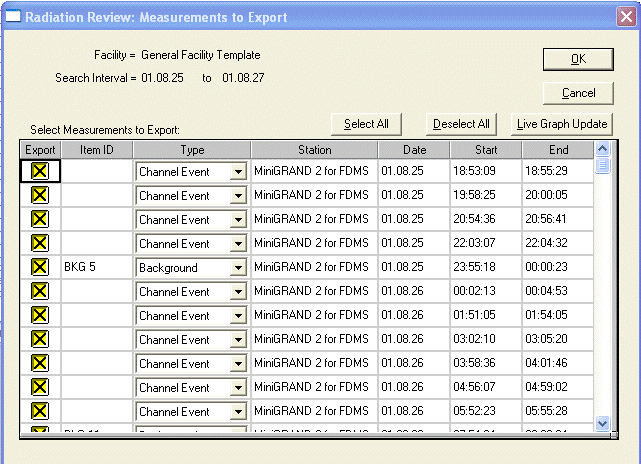 Radiation Review: Measurements to Export
Facility = General Facility Template
Search Interval = 01.08.25 to 01.08.27
OK
Cancel
Select Measurements to Export:
Select All
Deselect All
Live Graph Update
Export Item ID Type Station Date Start End
Channel Event MiniGRAND 2 for FDMS 01.08.25 18:53:09 18:55:29
Channel Event MiniGRAND 2 for FDMS 01.08.25 19:58:25 20:00:05
Channel Event MiniGRAND 2 for FDMS 01.08.25 20:54:36 20:56:41
Channel Event MiniGRAND 2 for FDMS 01.08.25 22:03:07 22:04:32
BKG 5 Background MiniGRAND 2 for FDMS 01.08.25 23:55:18 00:00:23
Channel Event MiniGRAND 2 for FDMS 01.08.26 00:02:13 00:04:53
Channel Event MiniGRAND 2 for FDMS 01.08.26 01:51:05 01:54:05
Channel Event MiniGRAND 2 for FDMS 01.08.26 03:02:10 03:05:20
Channel Event MiniGRAND 2 for FDMS 01.08.26 03:58:36 04:01:46
Channel Event MiniGRAND 2 for FDMS 01.08.26 04:56:07 04:59:02
Channel Event MiniGRAND 2 for FDMS 01.08.26 05:52:23 05:55:28